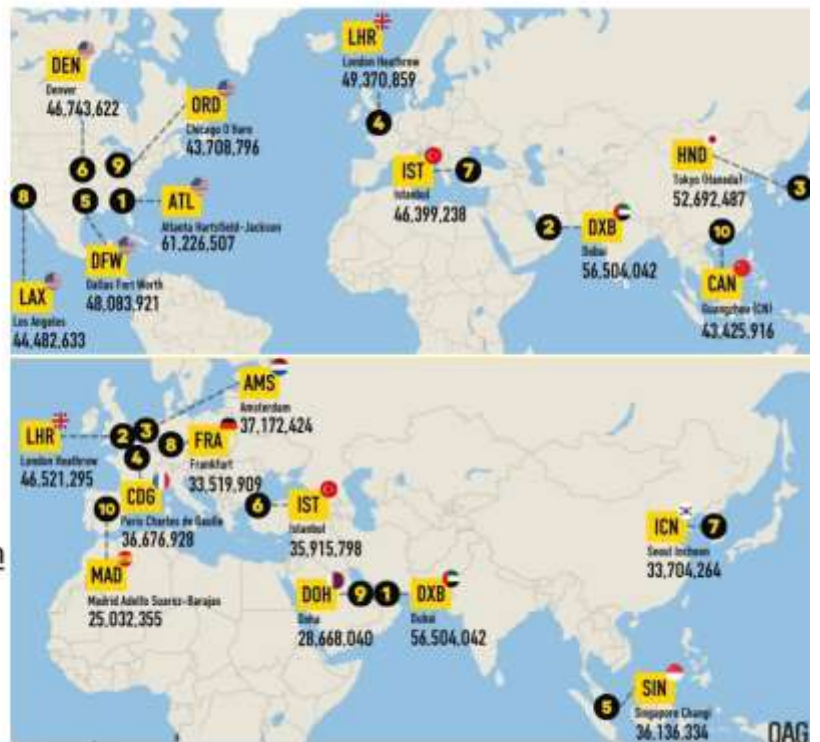 LHR
London Heathrow
49,370,859
4
DEN
Denver
46,743,622
6
ORD
Chicago O Hare
43,708,796
9
IST
Istanbul
46,399,238
7
HND
Tokyo (Haneda)
52,692,487
3
8
5
1
ATL
Atlanta Hartsfield-Jackson
61,226,507
2
DXB
Dubai
56,504,042
10
CAN
Guangzhou (CN)
43,425,916
DFW
Dallas Fort Worth
48,083,921
LAX
Los Angeles
44,482,633
AMS
Amsterdam
37,172,424
LHR
London Heathrow
46,521,295
2
3
8
FRA
Frankfurt
33,519,909
4
CDG
Paris Charles de Gaulle
36,676,928
10
MAD
Madrid Adolfo Suarez-Barajas
25,032,355
6
IST
Istanbul
35,915,798
ICN
7
Seoul Incheon
33,704,264
DOH
Doha
28,668,040
9
1
DXB
Dubai
56,504,042
5
SIN
Singapore Changi
36,136,334
OAG